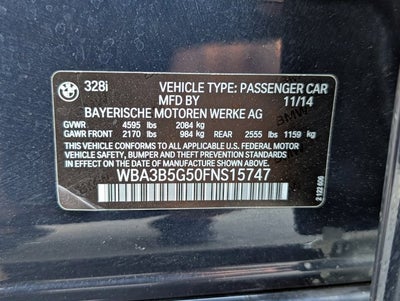 328i VEHICLE TYPE: PASSENGER CAR
MFD BY 11/14
BAYERISCHE MOTOREN WERKE AG
GVWR 4595 lbs 2084 kg
GAWR FRONT 2170 lbs 984 kg REAR 2555 lbs 1159 kg
THIS VEHICLE CONFORMS TO ALL APPLICABLE FEDERAL MOTOR VEHICLE
SAFETY, BUMPER AND THEFT PREVENTION STANDARDS
IN EFFECT ON THE DATE OF MANUFACTURE SHOWN ABOVE.
WBA3B5G50FNS15747